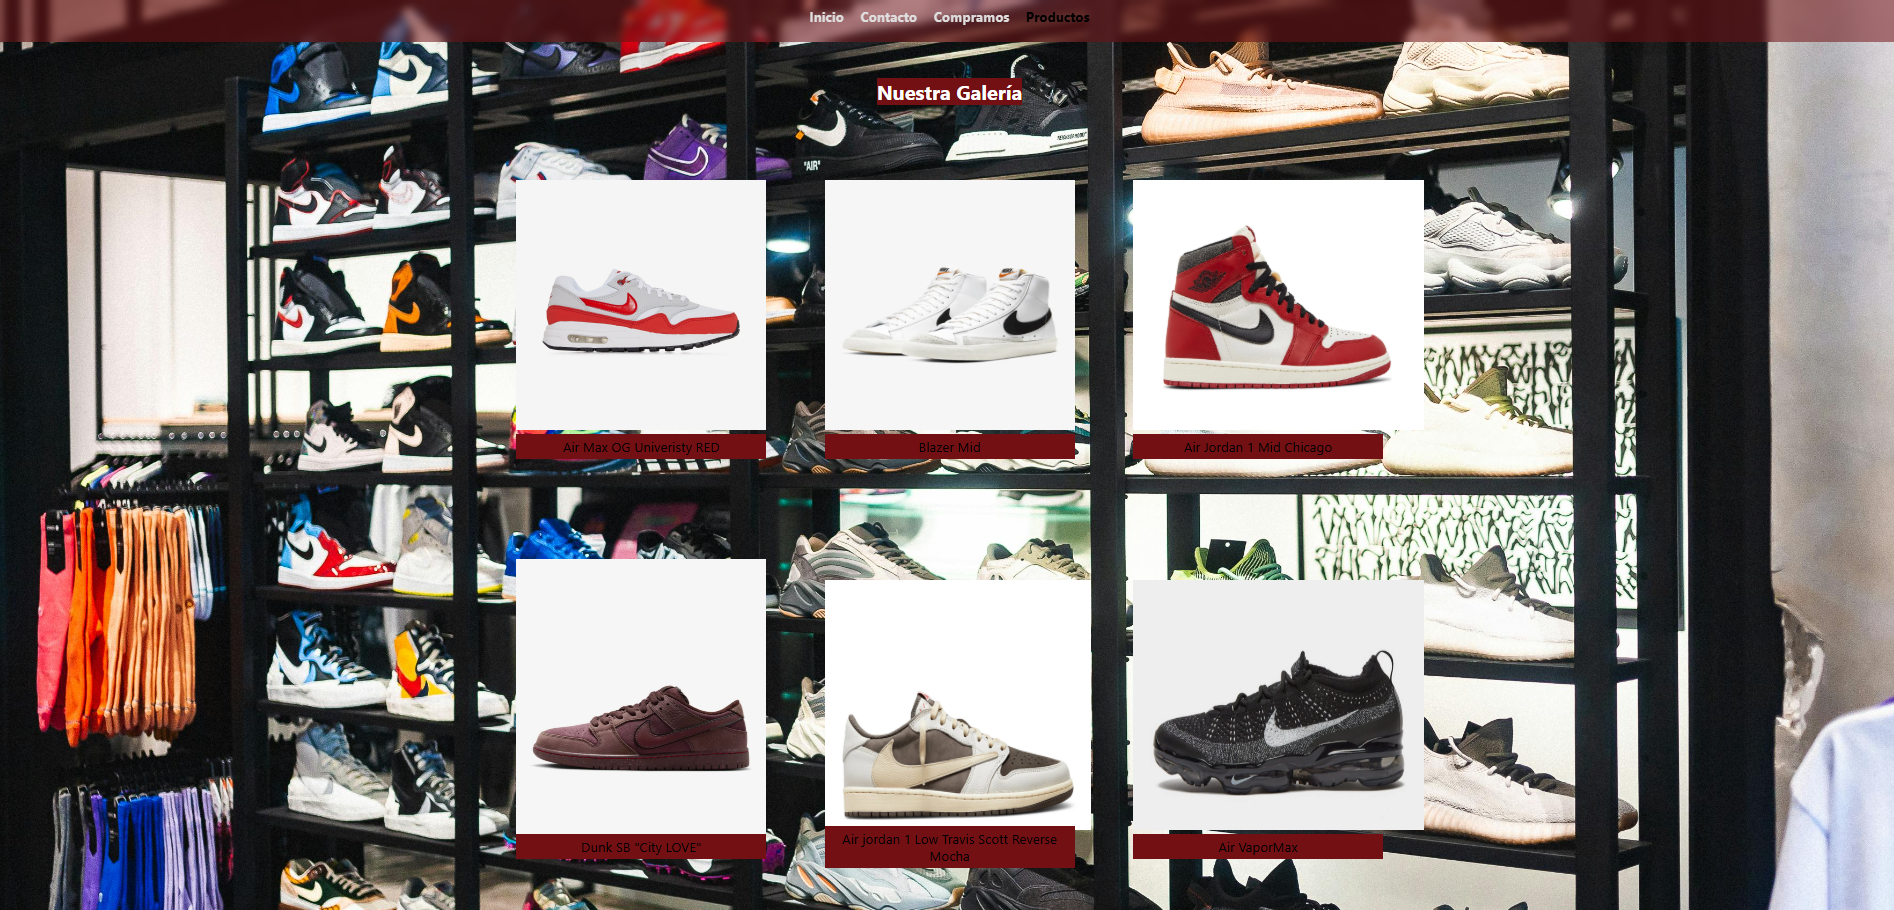 Inicio Contacto Compramos Productos
Nuestra Galería
"AIR"
Air Max OG Univeristy RED
Blazer Mid
Air Jordan 1 Mid Chicago
Dunk SB "City LOVE"
Air jordan 1 Low Travis Scott Reverse
Mocha
Air VaporMax